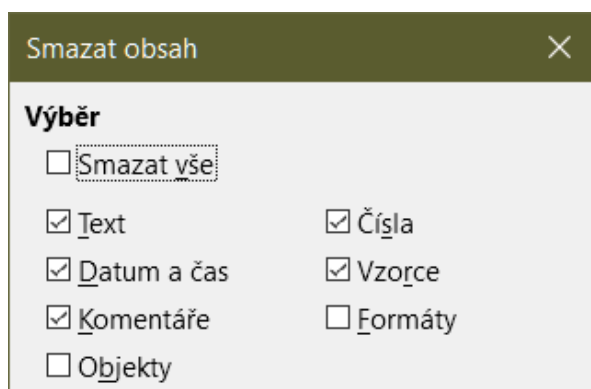 Smazat obsah
Výběr
Smazat vše
Text
Čísla
Datum a čas
Vzorce
Komentáře
Formáty
Objekty